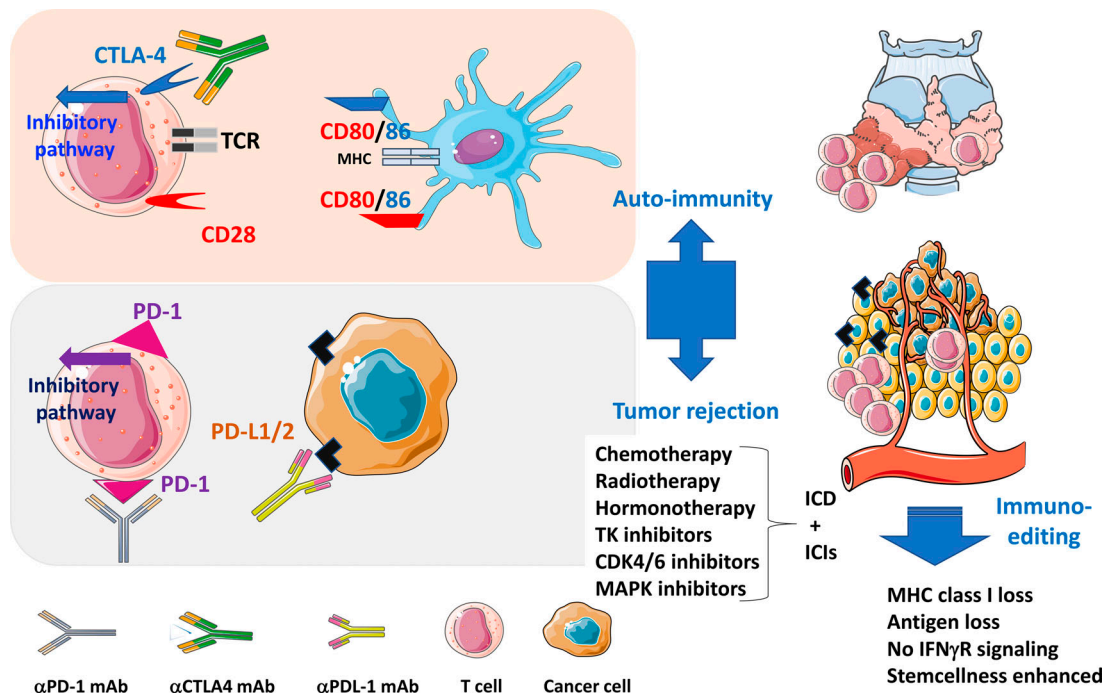 CTLA-4
Inhibitory
pathway
TCR
CD28
CD80/86
MHC
CD80/86
PD-1
Inhibitory
pathway
PD-1
PD-L1/2
Auto-immunity
Tumor rejection
Chemotherapy
Radiotherapy
Hormonotherapy
TK inhibitors
CDK4/6 inhibitors
MAPK inhibitors
ICD
+
ICIs
Immuno-
editing
MHC class I loss
Antigen loss
No IFNγR signaling
Stemcellness enhanced
αPD-1 mAb
αCTLA4 mAb
αPDL-1 mAb
T cell
Cancer cell